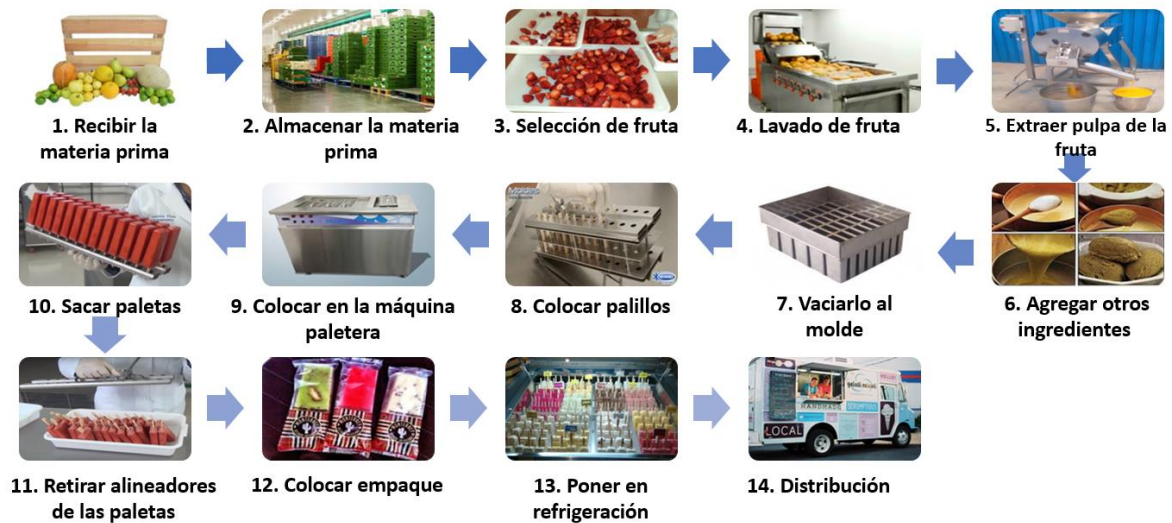 1. Recibir la
materia prima
2. Almacenar la materia
prima
3. Selección de fruta
4. Lavado de fruta
5. Extraer pulpa de la
fruta
6. Agregar otros
ingredientes
7. Vaciarlo al
molde
Moldes
8. Colocar palillos
9. Colocar en la máquina
paletera
10. Sacar paletas
11. Retirar alineadores
de las paletas
12. Colocar empaque
13. Poner en
refrigeración
HANDMADE
LOCAL
14. Distribución